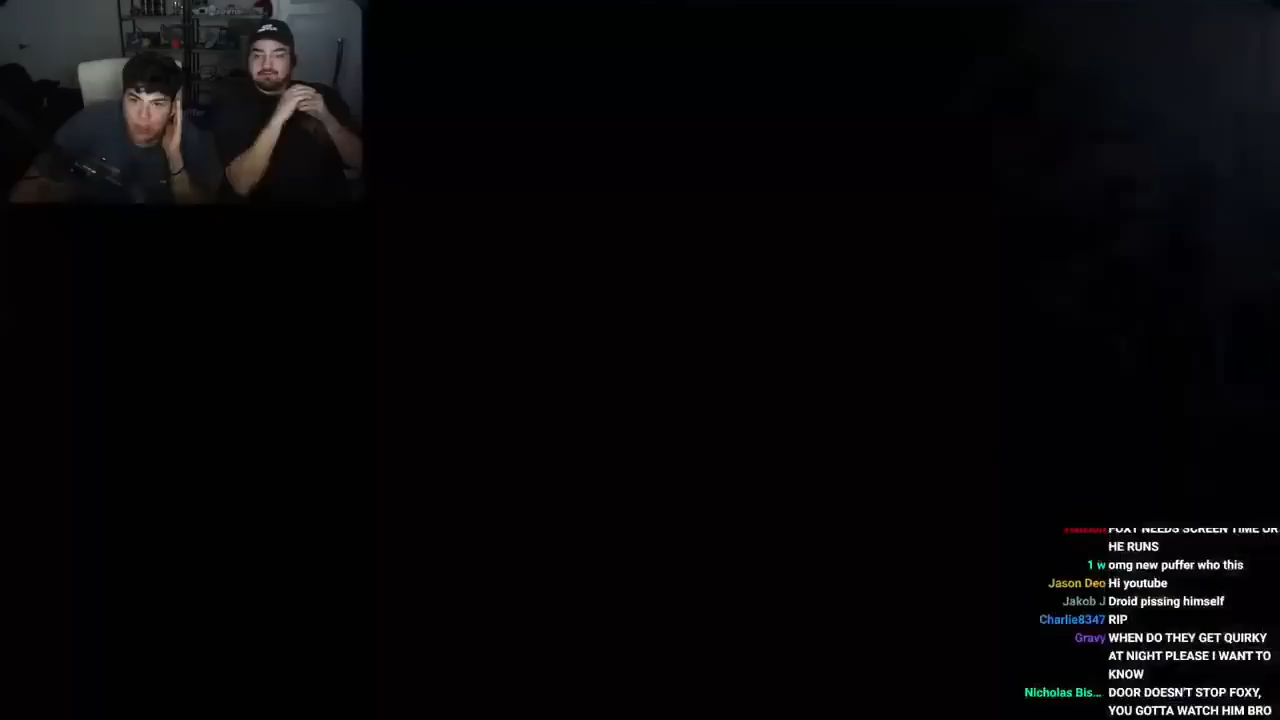 FOXY NEEDS SCREEN TIME OR
HE RUNS
1 w omg new puffer who this
Jason Deo Hi youtube
Jakob J Droid pissing himself
Charlie8347 RIP
Gravy WHEN DO THEY GET QUIRKY
AT NIGHT PLEASE I WANT TO
KNOW
Nicholas Bis... DOOR DOESN'T STOP FOXY,
YOU GOTTA WATCH HIM BRO